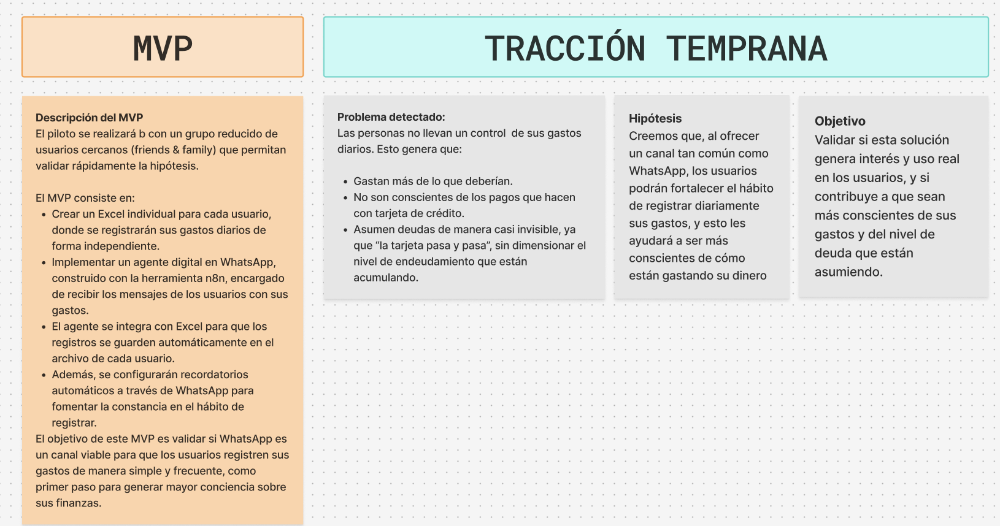 MVP
TRACCIÓN TEMPRANA
Descripción del MVP
El piloto se realizará b con un grupo reducido de
usuarios cercanos (friends & family) que permitan
validar rápidamente la hipótesis.
El MVP consiste en:
• Crear un Excel individual para cada usuario,
donde se registrarán sus gastos diarios de
forma independiente.
• Implementar un agente digital en WhatsApp,
construido con la herramienta n8n, encargado
de recibir los mensajes de los usuarios con sus
gastos.
• El agente se integra con Excel para que los
registros se guarden automáticamente en el
archivo de cada usuario.
• Además, se configurarán recordatorios
automáticos a través de WhatsApp para
fomentar la constancia en el hábito de
registrar.
El objetivo de este MVP es validar si WhatsApp es
un canal viable para que los usuarios registren sus
gastos de manera simple y frecuente, como
primer paso para generar mayor conciencia sobre
sus finanzas.
Problema detectado:
Las personas no llevan un control  de sus gastos
diarios. Esto genera que:
• Gastan más de lo que deberían.
• No son conscientes de los pagos que hacen
con tarjeta de crédito.
• Asumen deudas de manera casi invisible, ya
que “la tarjeta pasa y pasa”, sin dimensionar el
nivel de endeudamiento que están
acumulando.
Hipótesis
Creemos que, al ofrecer
un canal tan común como
WhatsApp, los usuarios
podrán fortalecer el hábito
de registrar diariamente
sus gastos, y esto les
ayudará a ser más
conscientes de cómo
están gastando su dinero
Objetivo
Validar si esta solución
genera interés y uso real
en los usuarios, y si
contribuye a que sean
más conscientes de sus
gastos y del nivel de
deuda que están
asumiendo.